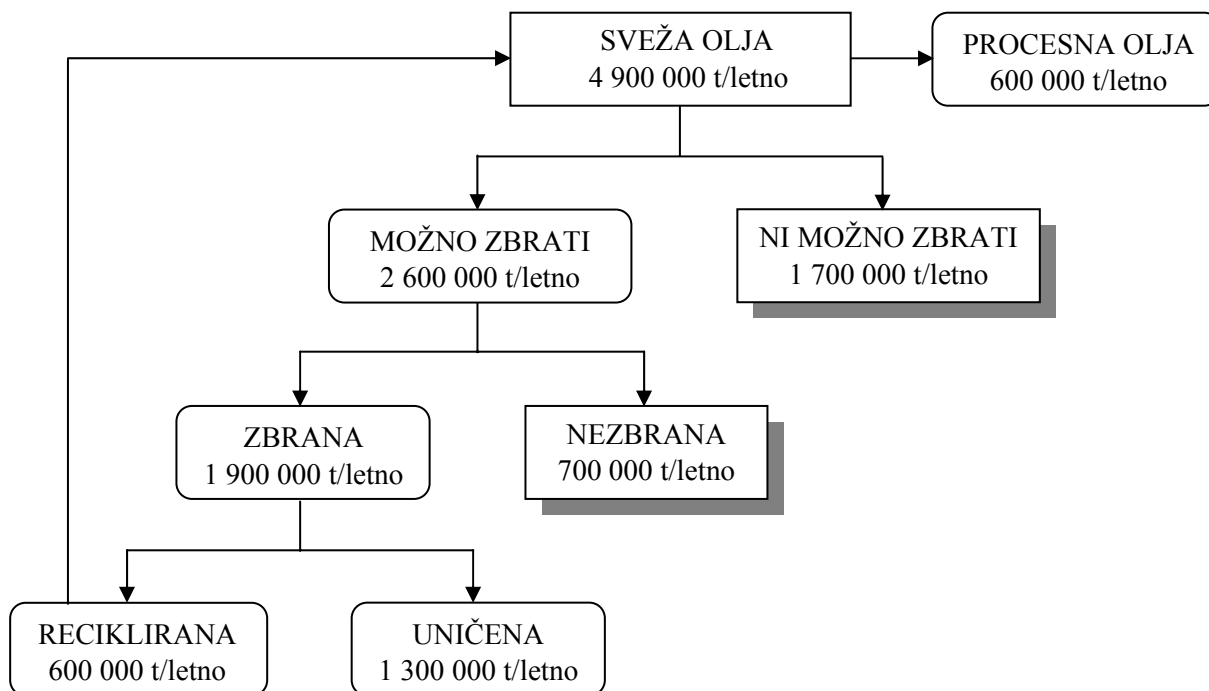 SVEŽA OLJA
4 900 000 t/letno
PROCESNA OLJA
600 000 t/letno
MOŽNO ZBRATI
2 600 000 t/letno
NI MOŽNO ZBRATI
1 700 000 t/letno
ZBRANA
1 900 000 t/letno
NEZBRANA
700 000 t/letno
RECIKLIRANA
600 000 t/letno
UNIČENA
1 300 000 t/letno